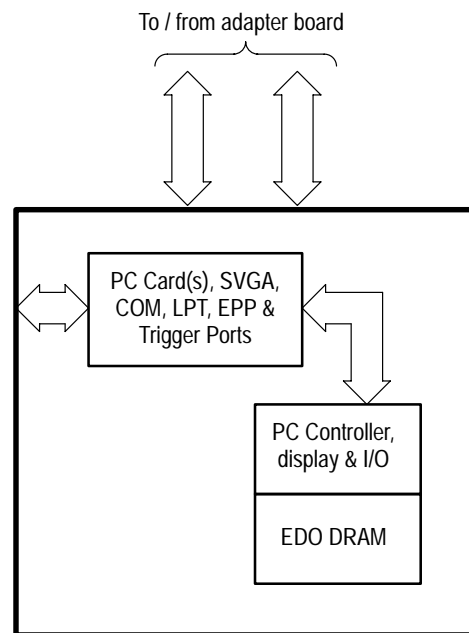 To / from adapter board
PC Card(s), SVGA,
COM, LPT, EPP &
Trigger Ports
PC Controller,
display & I/O
EDO DRAM